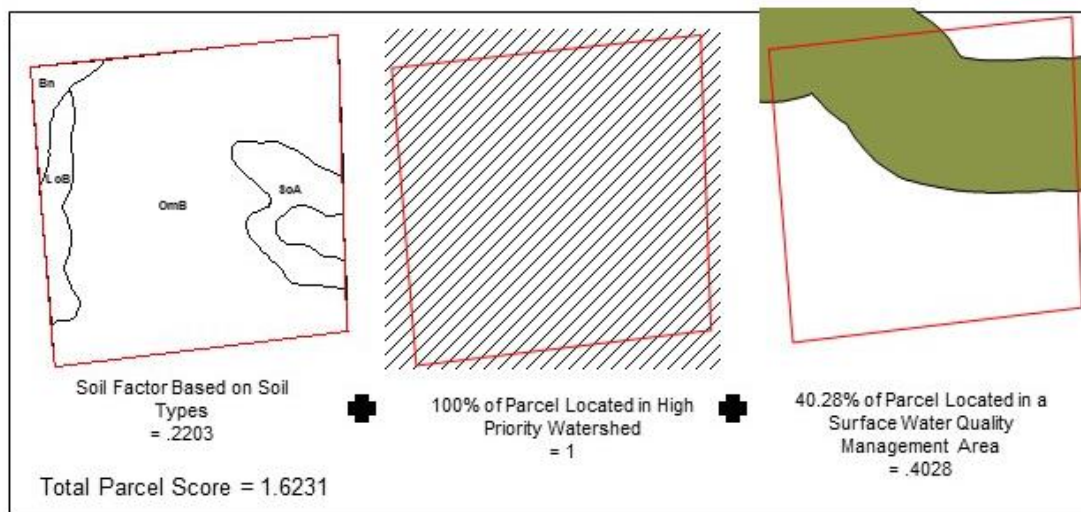 Bn
LoB
OmB
SoA
Soil Factor Based on Soil
Types
= .2203
100% of Parcel Located in High
Priority Watershed
= 1
40.28% of Parcel Located in a
Surface Water Quality
Management Area
= .4028
Total Parcel Score = 1.6231